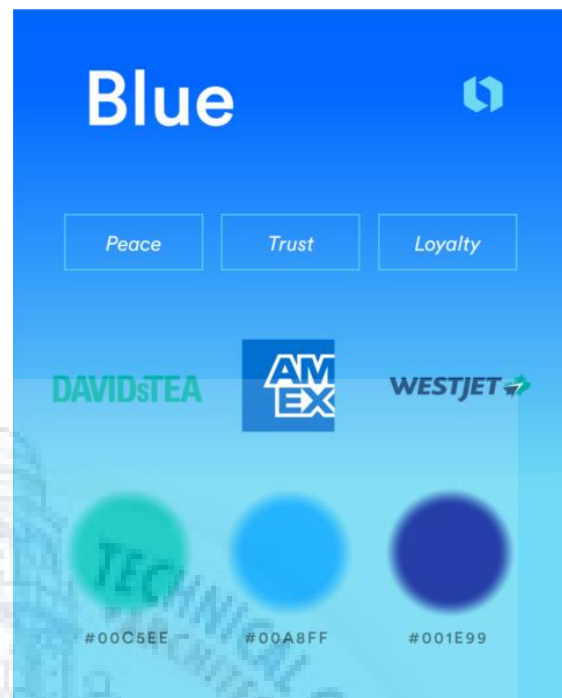 Blue
Peace Trust Loyalty
DAVIDsTEA AM EX WESTJET
#00C5EE #00A8FF #001E99
TECHNICAL